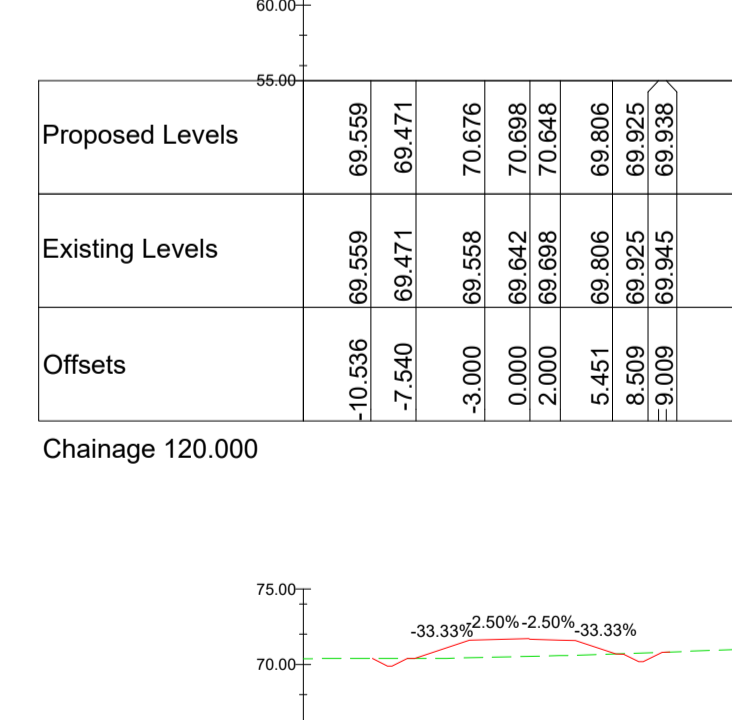 60.00
55.00
Proposed Levels 69.559 69.471 70.676 70.698 70.648 69.806 69.925 69.938
Existing Levels 69.559 69.471 69.558 69.642 69.698 69.806 69.925 69.945
Offsets -10.536 -7.540 -3.000 0.000 2.000 5.451 8.509 9.009
Chainage 120.000
75.00
-33.33% 2.50% -2.50% -33.33%
70.00